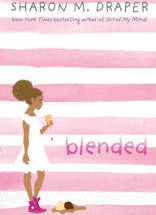 SHARON M. DRAPER
New York Times bestselling author of Out of My Mind
blended